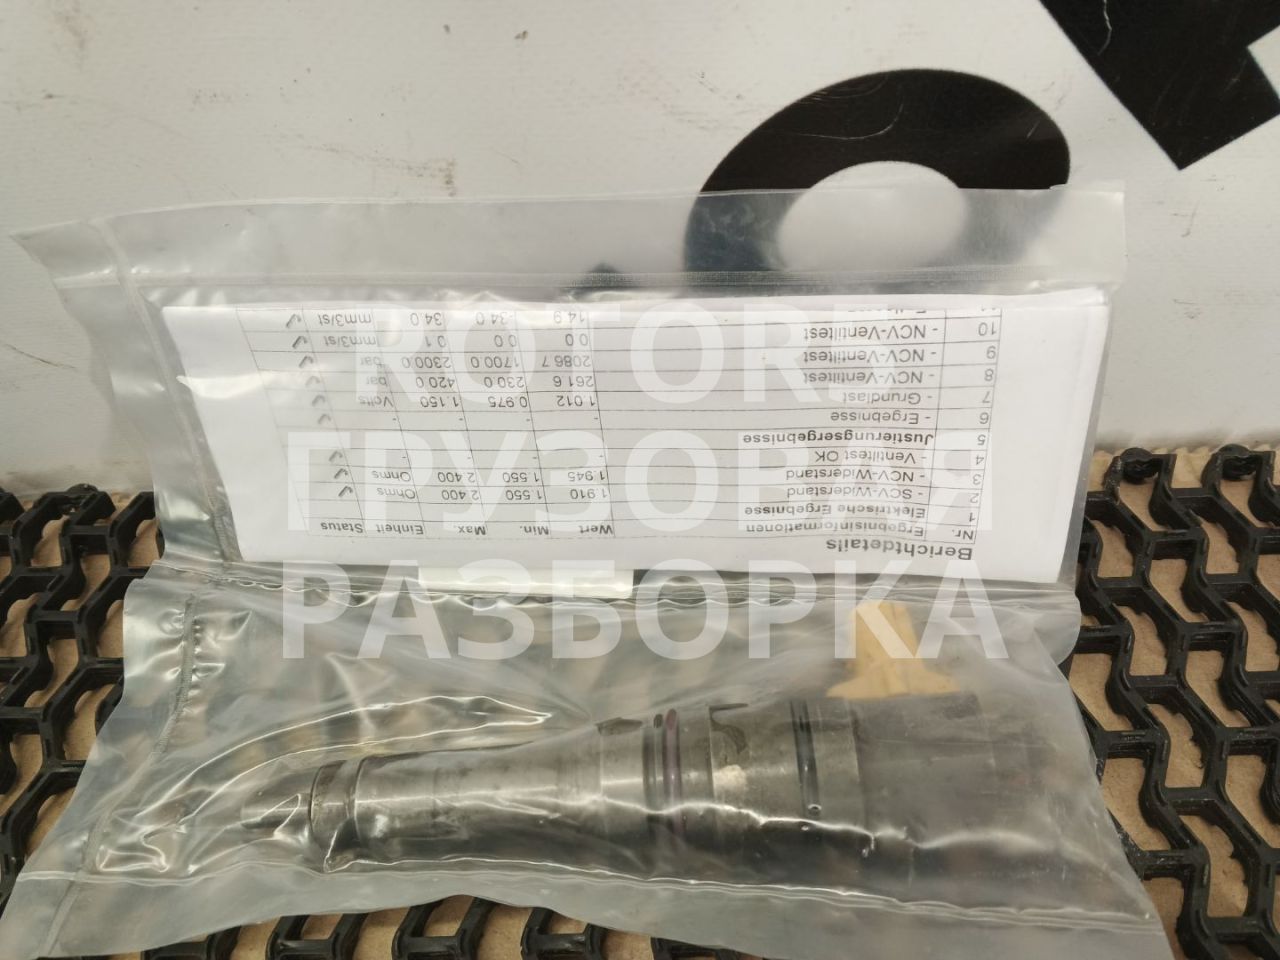 Berichtdetails
Nr. Ergebnisinformationen Wert Min. Max. Einheit Status
1 Elektrische Ergebnisse
2 - SCV-Widerstand 1.910 1.550 2.400 Ohms ✓
3 - NCV-Widerstand 1.945 1.550 2.400 Ohms ✓
4 - Ventiltest OK - - - - ✓
5 Justierungsergebnisse
6 - Ergebnisse - - - - ✓
7 - Grundlast 1.012 0.975 1.150 Volts ✓
8 - NCV-Ventiltest 261.6 230.0 420.0 bar ✓
9 - NCV-Ventiltest 2086.7 1700.0 2300.0 bar ✓
10 - NCV-Ventiltest 0.0 0.1 mm3/st ✓
14.9 -34.0 34.0 mm3/st ✓
ГРУЗОВАЯ
РАЗБОРКА